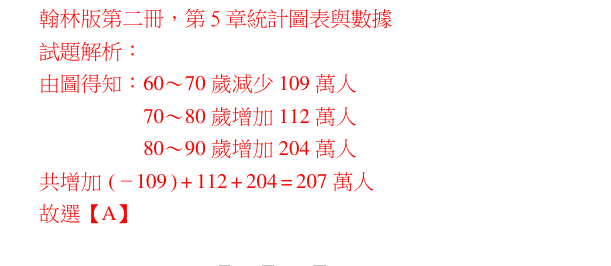 翰林版第二冊，第 5 章統計圖表與數據
試題解析：
由圖得知：60～70 歲減少 109 萬人
70～80 歲增加 112 萬人
80～90 歲增加 204 萬人
共增加 (－109)+112+204=207 萬人
故選【A】